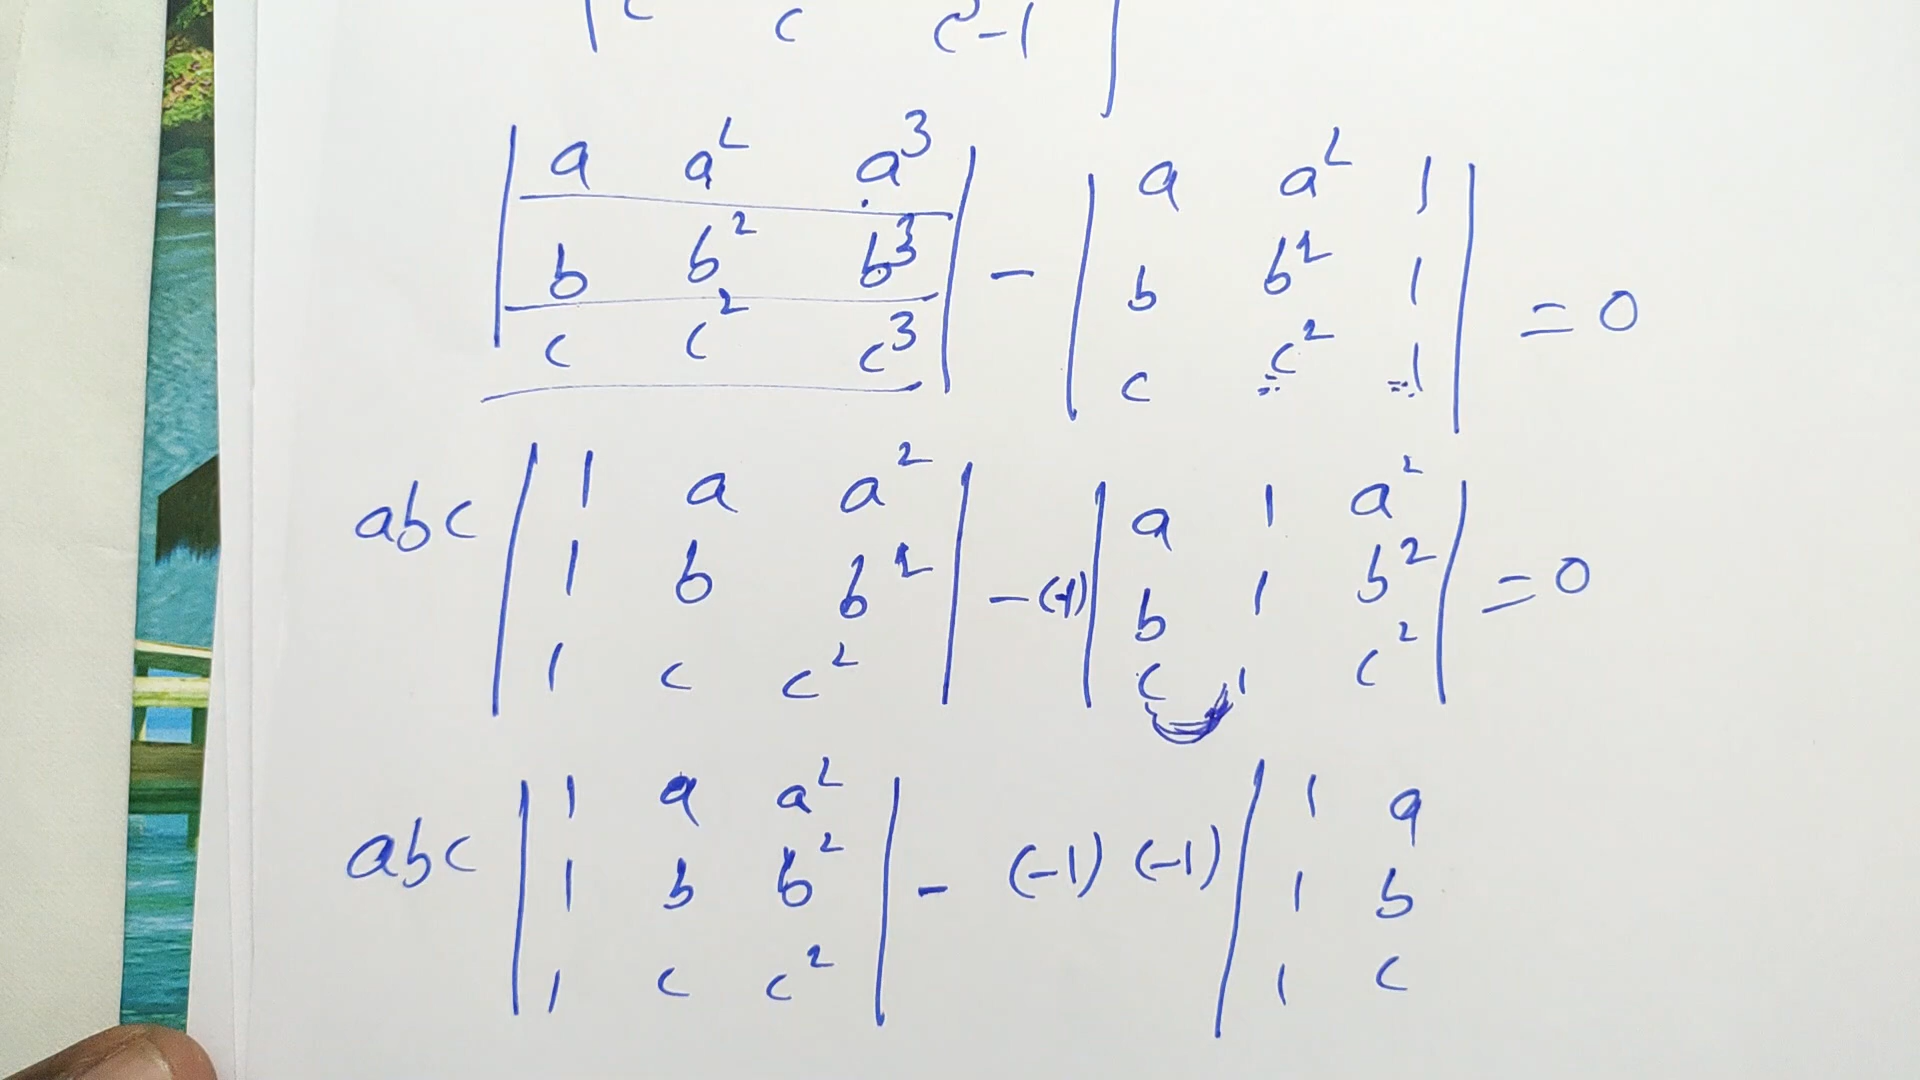 | c c c³-1 |
| a a² a³ | - | a a² 1 |
| b b² b³ | - | b b² 1 | = 0
| c c² c³ | | c c² 1 |
abc | 1 a a² | | a 1 a² |
| 1 b b² | -(-1) | b 1 b² | = 0
| 1 c c² | | c 1 c² |
abc | 1 a a² | | 1 a
| 1 b b² | - (-1) (-1) | 1 b
| 1 c c² | | 1 c